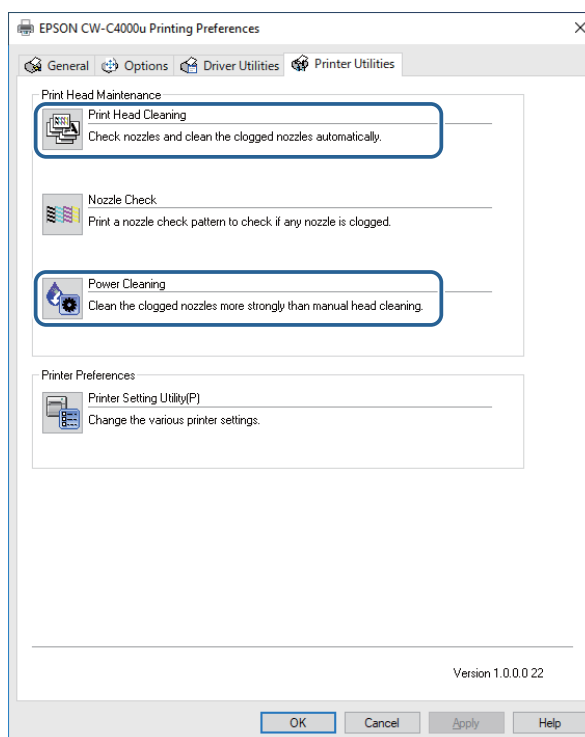 EPSON CW-C4000u Printing Preferences
General Options Driver Utilities Printer Utilities
Print Head Maintenance
Print Head Cleaning
Check nozzles and clean the clogged nozzles automatically.
Nozzle Check
Print a nozzle check pattern to check if any nozzle is clogged.
Power Cleaning
Clean the clogged nozzles more strongly than manual head cleaning.
Printer Preferences
Printer Setting Utility(P)
Change the various printer settings.
Version 1.0.0.0 22
OK Cancel Apply Help